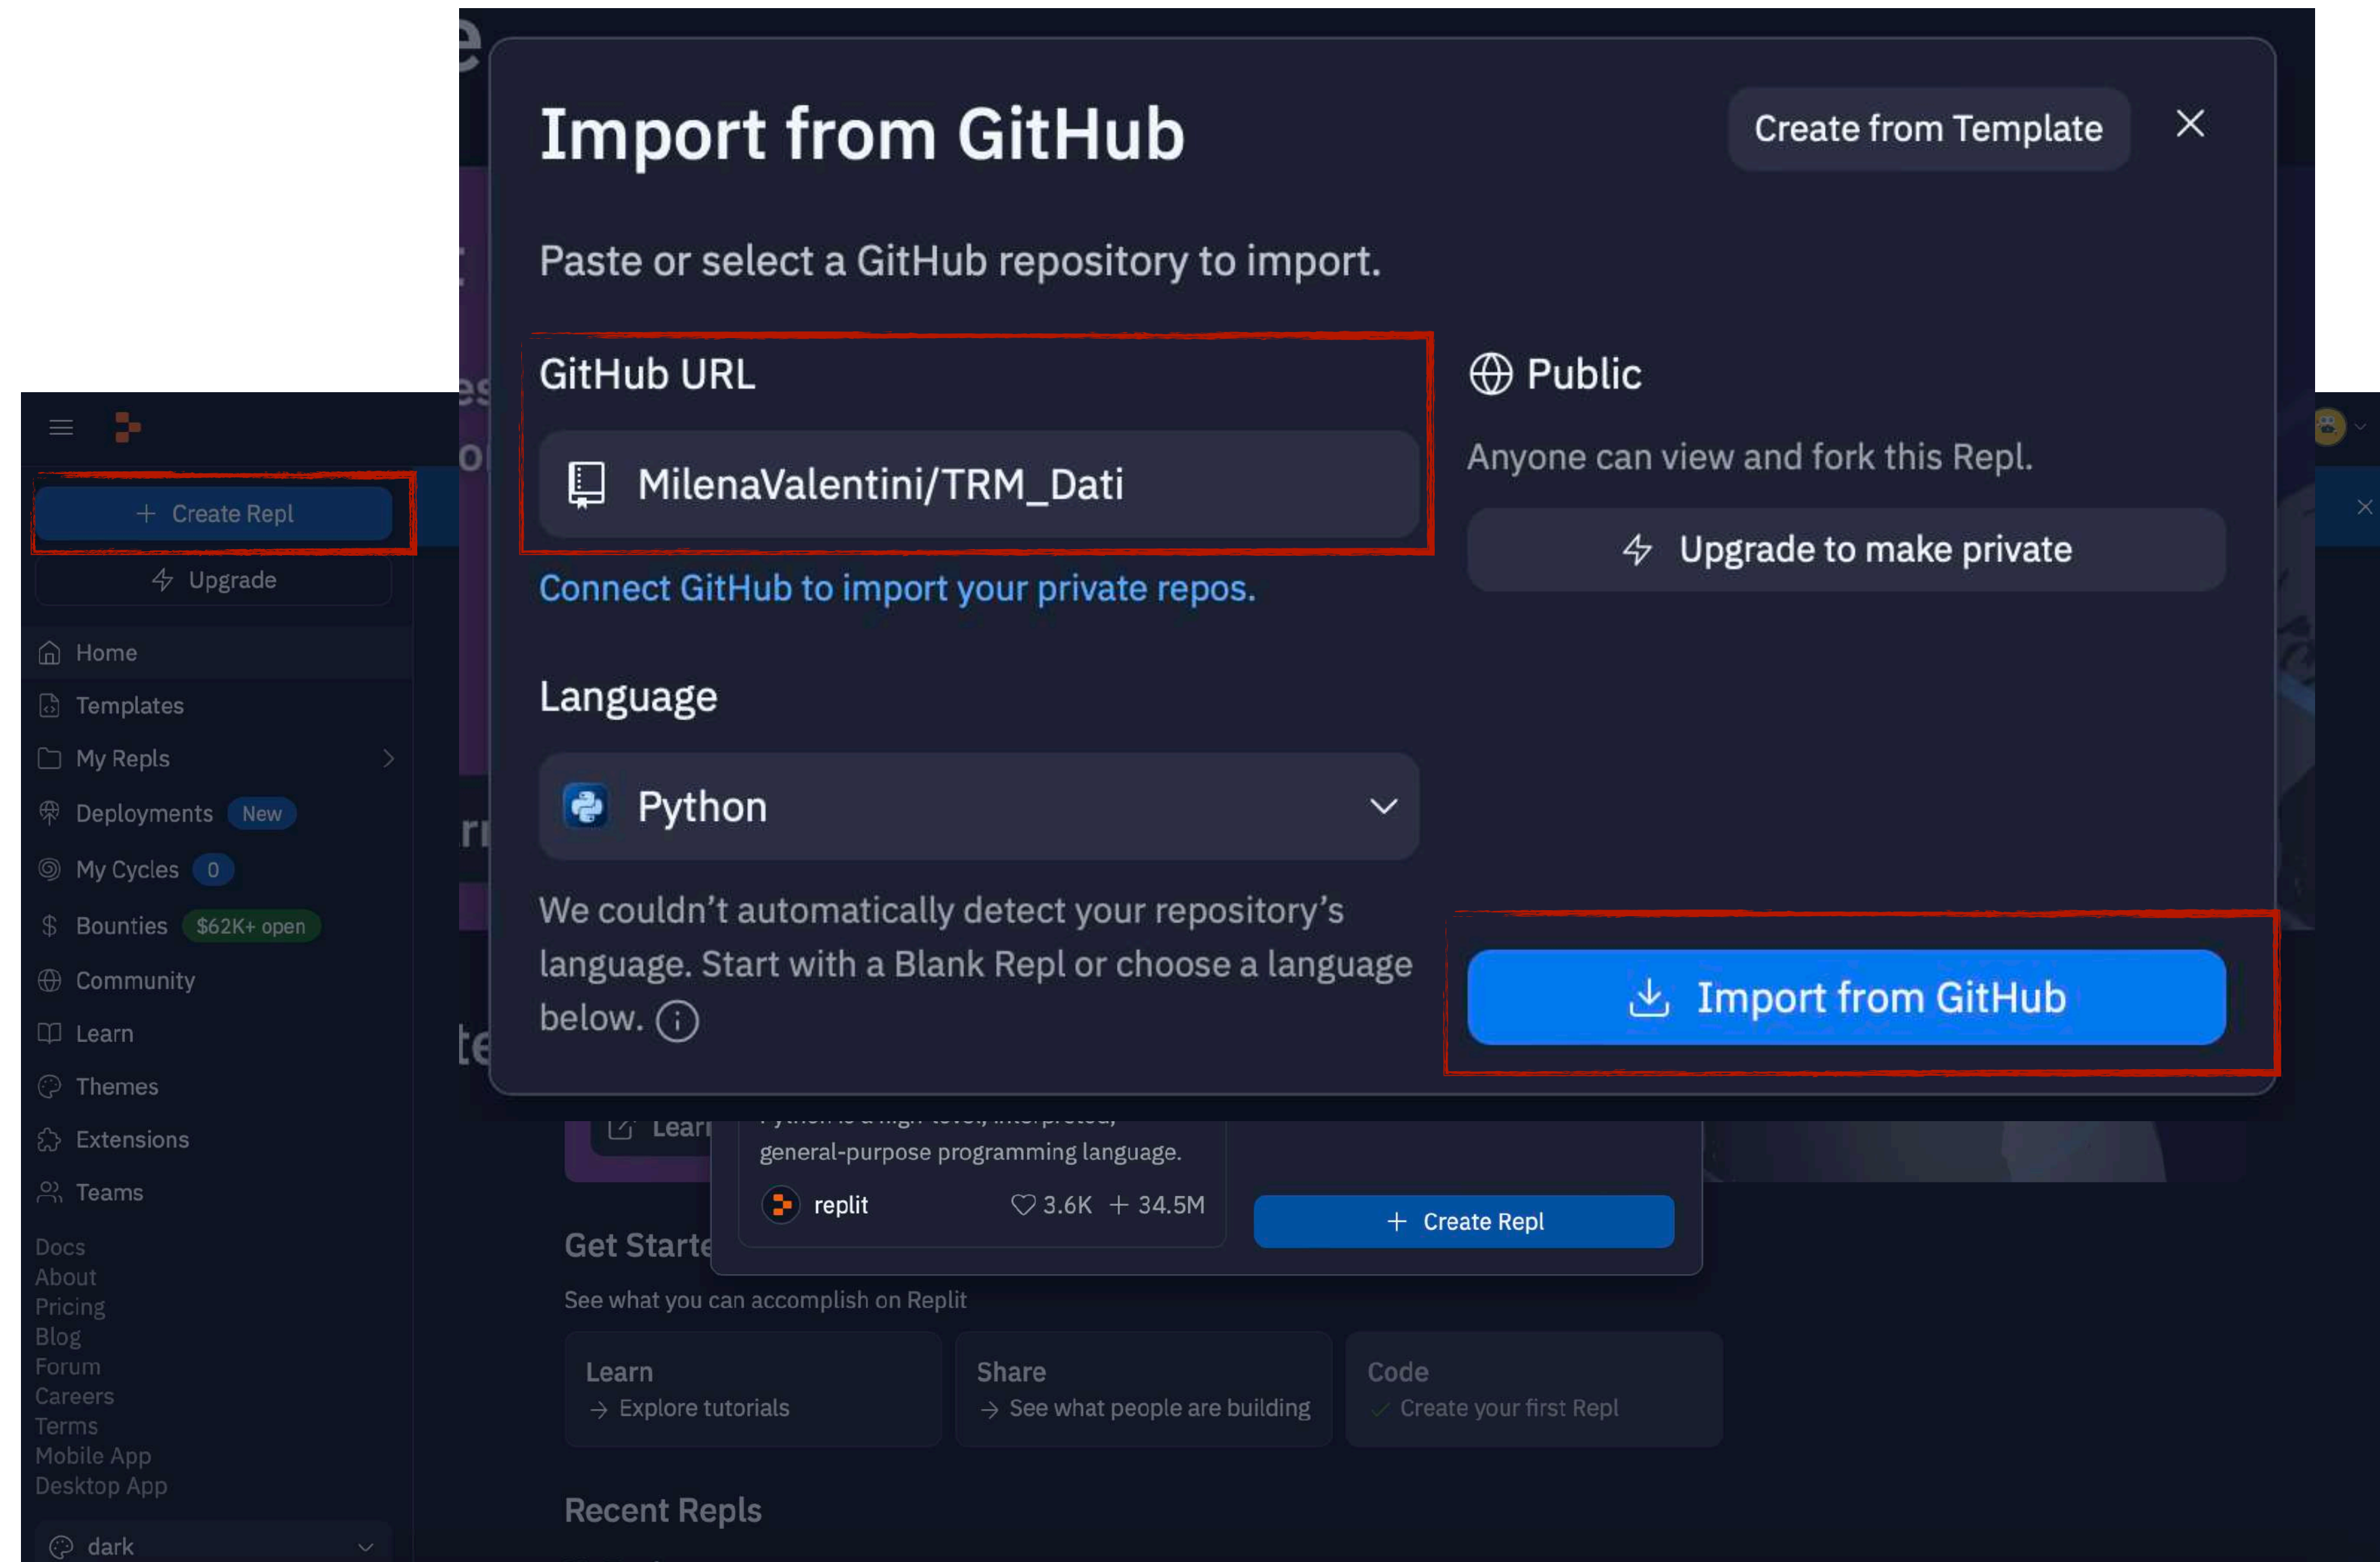 Import from GitHub
Create from Template
Paste or select a GitHub repository to import.
GitHub URL
MilenaValentini/TRM_Dati
Connect GitHub to import your private repos.
Public
Anyone can view and fork this Repl.
Upgrade to make private
Language
Python
We couldn't automatically detect your repository's
language. Start with a Blank Repl or choose a language
below.
Import from GitHub
+ Create Repl
Upgrade
Home
Templates
My Repls
Deployments New
My Cycles 0
Bounties $62K+ open
Community
Learn
Themes
Extensions
Teams
Docs
About
Pricing
Blog
Forum
Careers
Terms
Mobile App
Desktop App
dark
general-purpose programming language.
replit 3.6K + 34.5M
+ Create Repl
Get Starte
See what you can accomplish on Replit
Learn
→ Explore tutorials
Share
→ See what people are building
Code
✓ Create your first Repl
Recent Repls